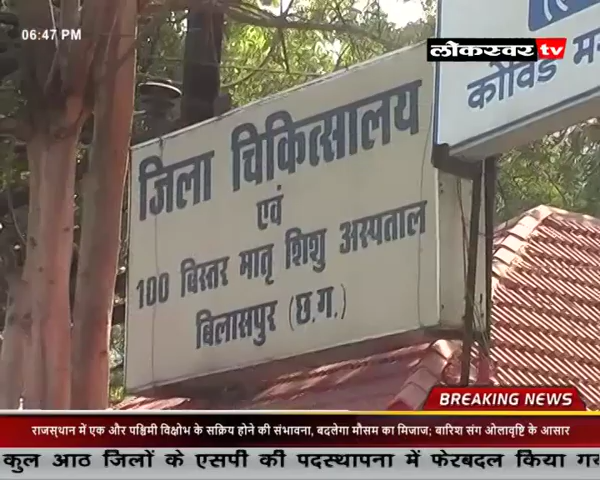 06:47 PM
लोकस्वर tv
कोविड
जिला चिकित्सालय
एवं
100 बिस्तर मातृ शिशु अस्पताल
बिलासपुर (छ.ग.)
BREAKING NEWS
राजस्थान में एक और पश्चिमी विक्षोभ के सक्रिय होने की संभावना, बदलेगा मौसम का मिजाज; बारिश संग ओलावृष्टि के आसार
कुल आठ जिलों के एसपी की पदस्थापना में फेरबदल किया